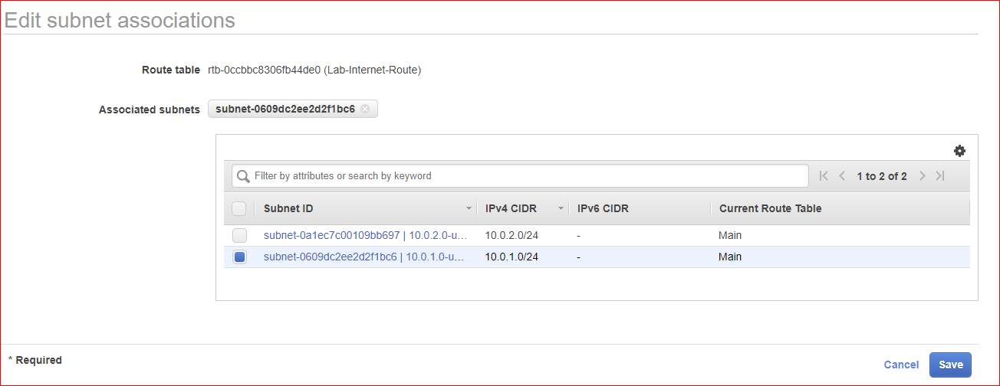 Edit subnet associations
Route table rtb-0ccbbc8306fb44de0 (Lab-Internet-Route)
Associated subnets subnet-0609dc2ee2d2f1bc6
Filter by attributes or search by keyword 1 to 2 of 2
Subnet ID IPv4 CIDR IPv6 CIDR Current Route Table
subnet-0a1ec7c00109bb697 | 10.0.2.0-u... 10.0.2.0/24 - Main
subnet-0609dc2ee2d2f1bc6 | 10.0.1.0-u... 10.0.1.0/24 - Main
* Required Cancel Save